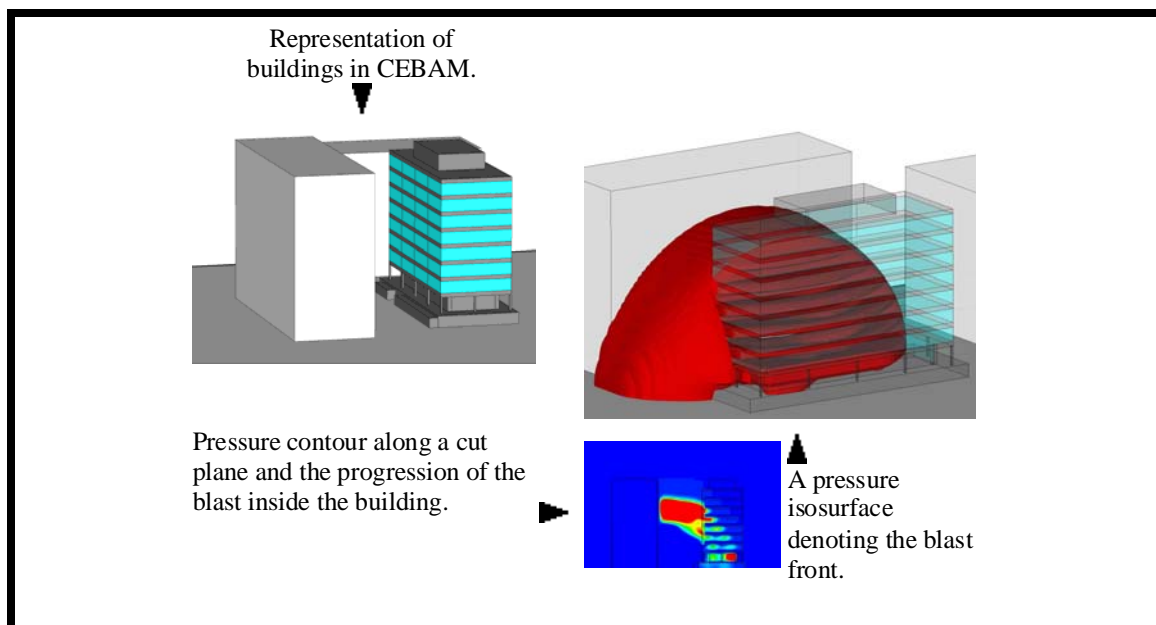 Representation of
buildings in CEBAM.
Pressure contour along a cut
plane and the progression of the
blast inside the building.
A pressure
isosurface
denoting the blast
front.